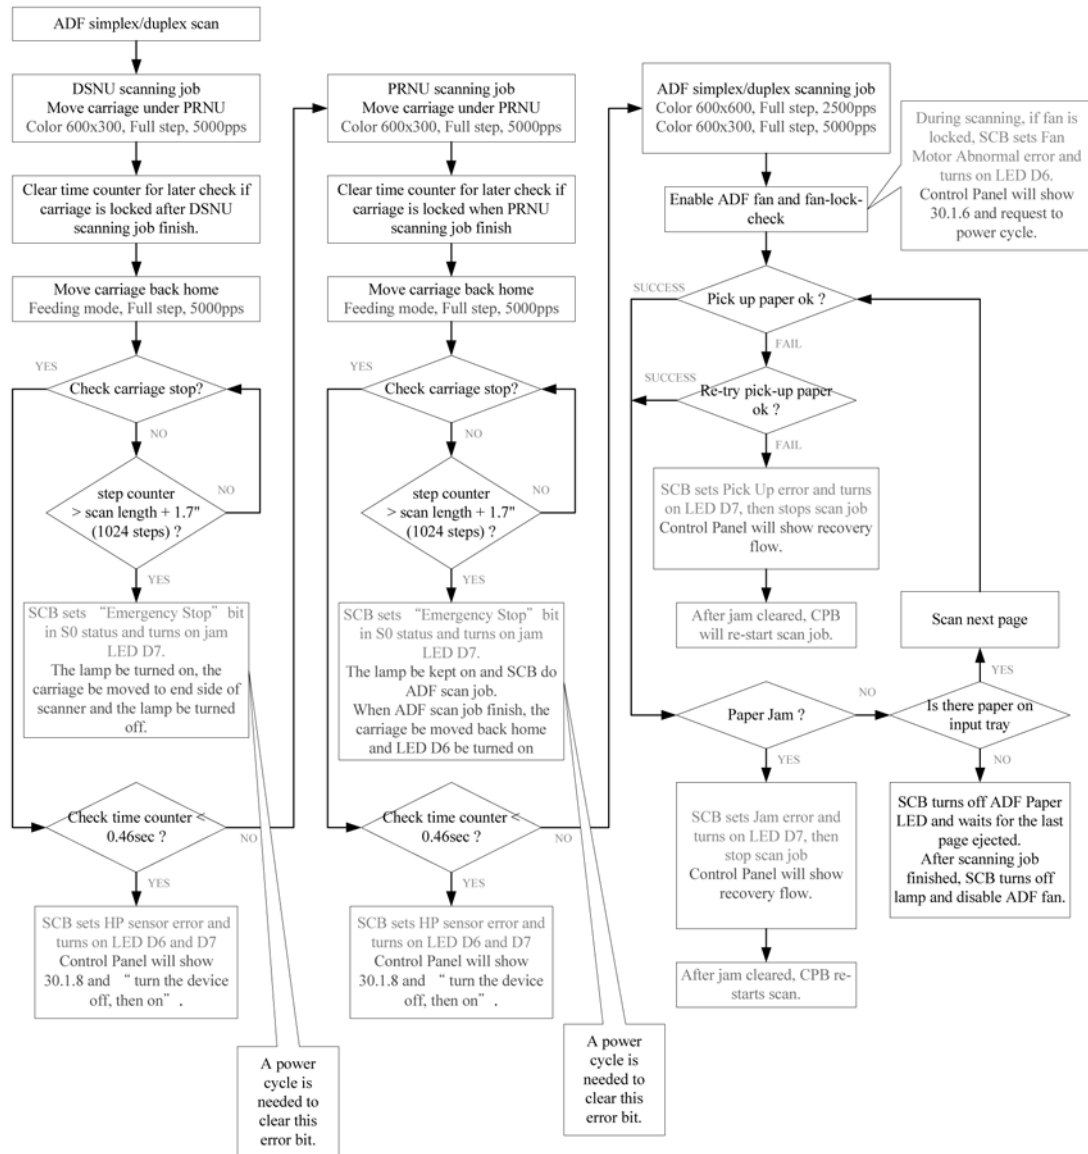 ADF simplex/duplex scan
DSNU scanning job
Move carriage under PRNU
Color 600x300, Full step, 5000pps
Clear time counter for later check if
carriage is locked after DSNU
scanning job finish.
Move carriage back home
Feeding mode, Full step, 5000pps
YES
Check carriage stop?
NO
step counter
> scan length + 1.7"
(1024 steps) ?
NO
YES
SCB sets “Emergency Stop” bit
in S0 status and turns on jam
LED D7.
The lamp be turned on, the
carriage be moved to end side of
scanner and the lamp be turned
off.
Check time counter <
0.46sec ?
NO
YES
SCB sets HP sensor error and
turns on LED D6 and D7
Control Panel will show
30.1.8 and “ turn the device
off, then on” .
A power
cycle is
needed to
clear this
error bit.
PRNU scanning job
Move carriage under PRNU
Color 600x300, Full step, 5000pps
Clear time counter for later check if
carriage is locked when PRNU
scanning job finish
Move carriage back home
Feeding mode, Full step, 5000pps
YES
Check carriage stop?
NO
step counter
> scan length + 1.7"
(1024 steps) ?
NO
YES
SCB sets “Emergency Stop” bit
in S0 status and turns on jam
LED D7.
The lamp be kept on and SCB do
ADF scan job.
When ADF scan job finish, the
carriage be moved back home
and LED D6 be turned on
Check time counter <
0.46sec ?
NO
YES
SCB sets HP sensor error and
turns on LED D6 and D7
Control Panel will show
30.1.8 and “ turn the device
off, then on” .
A power
cycle is
needed to
clear this
error bit.
ADF simplex/duplex scanning job
Color 600x600, Full step, 2500pps
Color 600x300, Full step, 5000pps
During scanning, if fan is
locked, SCB sets Fan
Motor Abnormal error and
turns on LED D6.
Control Panel will show
30.1.6 and request to
power cycle.
Enable ADF fan and fan-lock-
check
SUCCESS
Pick up paper ok ?
FAIL
SUCCESS
Re-try pick-up paper
ok ?
FAIL
SCB sets Pick Up error and turns
on LED D7, then stops scan job
Control Panel will show recovery
flow.
After jam cleared, CPB
will re-start scan job.
Scan next page
YES
Paper Jam ?
NO
Is there paper on
input tray
YES
NO
SCB sets Jam error and
turns on LED D7, then
stop scan job
Control Panel will show
recovery flow.
SCB turns off ADF Paper
LED and waits for the last
page ejected.
After scanning job
finished, SCB turns off
lamp and disable ADF fan.
After jam cleared, CPB re-
starts scan.